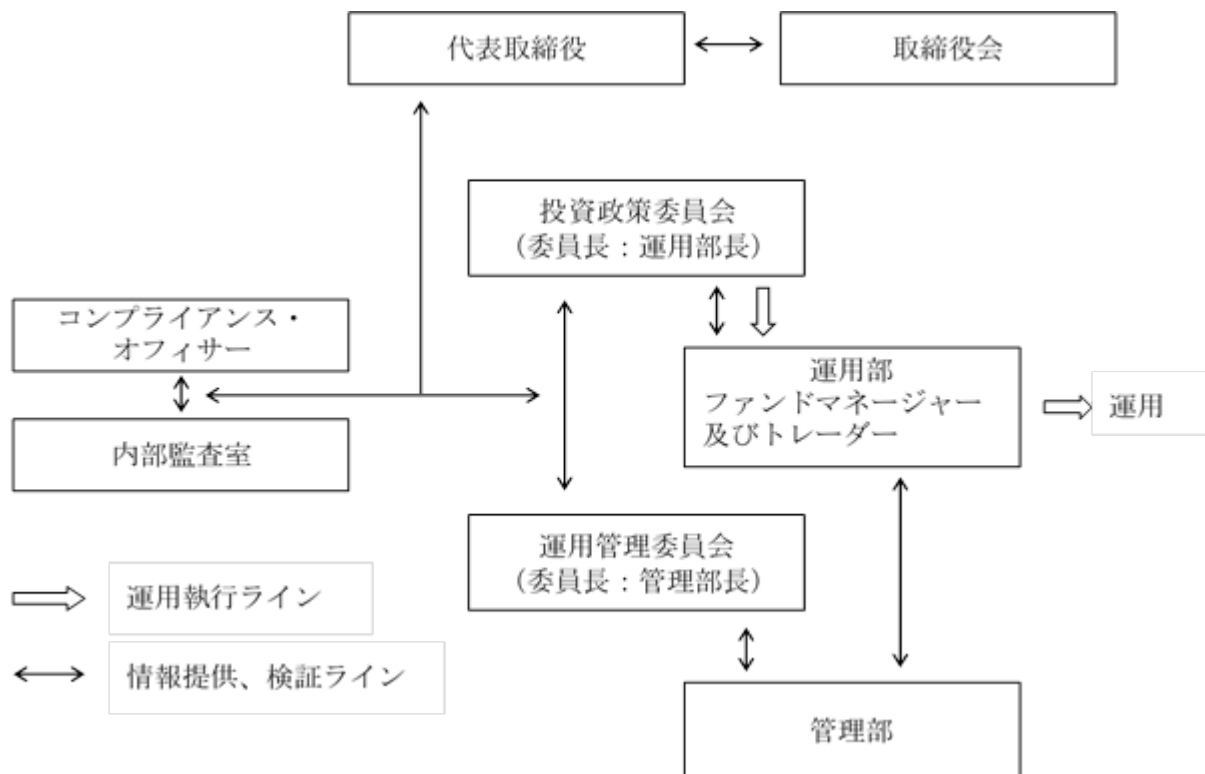 代表取締役
取締役会
投資政策委員会
（委員長：運用部長）
コンプライアンス・
オフィサー
内部監査室
運用部
ファンドマネージャー
及びトレーダー
運用
運用管理委員会
（委員長：管理部長）
運用執行ライン
情報提供、検証ライン
管理部